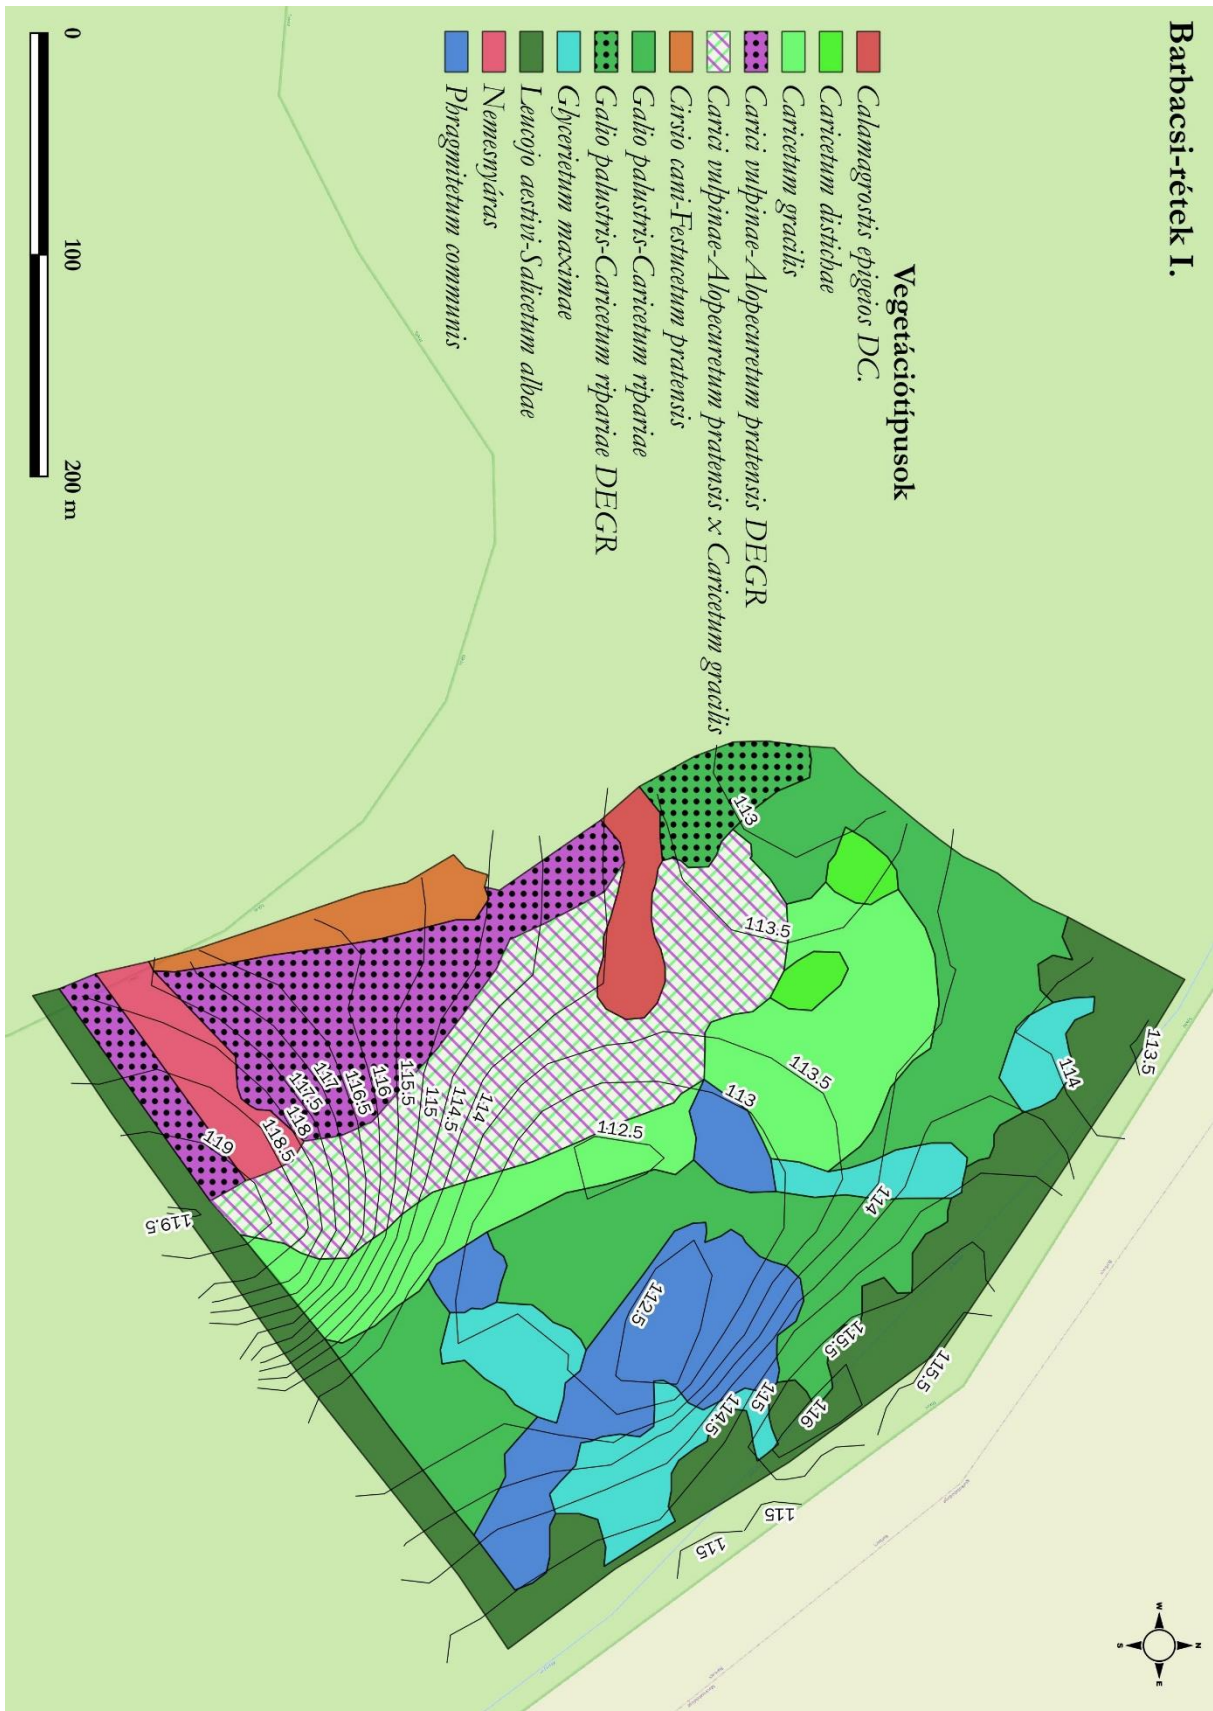 Barbacsi-rétek I.
Vegetációtípusok
Calamagrostis epigeios DC.
Caricetum distichae
Caricetum gracilis
Carici vulpinae-Alopecuretum pratensis DEGR
Carici vulpinae-Alopecuretum pratensis x Caricetum gracilis
Cirsio cani-Festucetum pratensis
Galio palustris-Caricetum ripariae
Galio palustris-Caricetum ripariae DEGR
Glycerietum maximae
Leucojo aestivi-Salicetum albae
Nemesnyáras
Phragmitetum communis
0 100 200 m
113
113.5
113.5
114
113.5
113
112.5
114
112.5
115.5
115.5
116
115
114.5
115
115
114
114.5
115
115.5
116
116.5
117
117.5
118
118.5
119
119.5
N
W
E
S